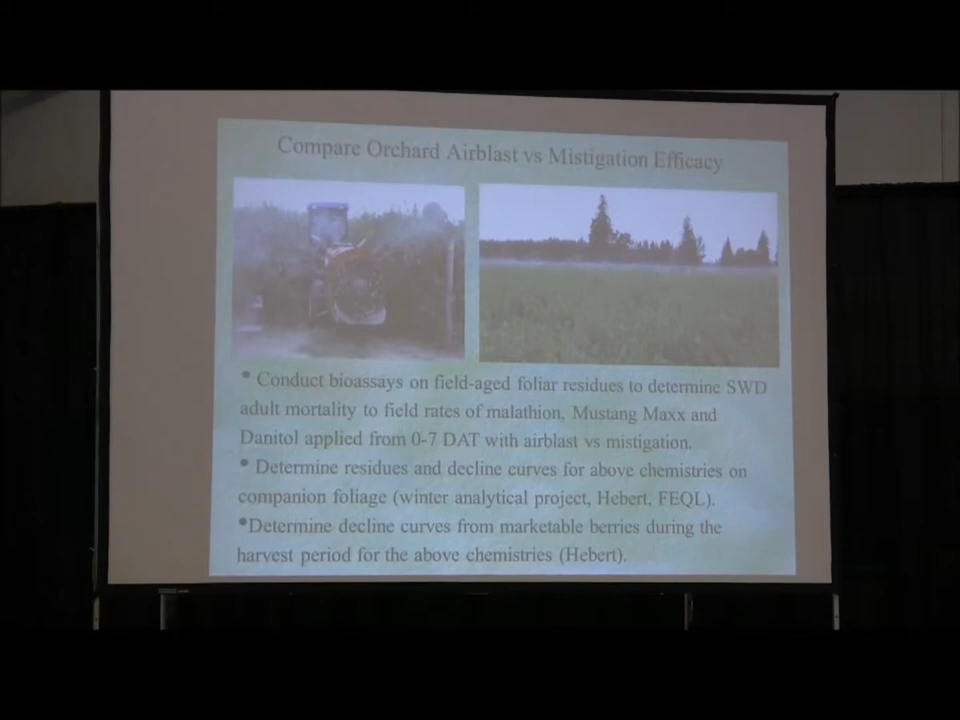 Compare Orchard Airblast vs Mistigation Efficacy
• Conduct bioassays on field-aged foliar residues to determine SWD
adult mortality to field rates of malathion, Mustang Maxx and
Danitol applied from 0-7 DAT with airblast vs mistigation.
• Determine residues and decline curves for above chemistries on
companion foliage (winter analytical project, Hebert, FEQL).
•Determine decline curves from marketable berries during the
harvest period for the above chemistries (Hebert).